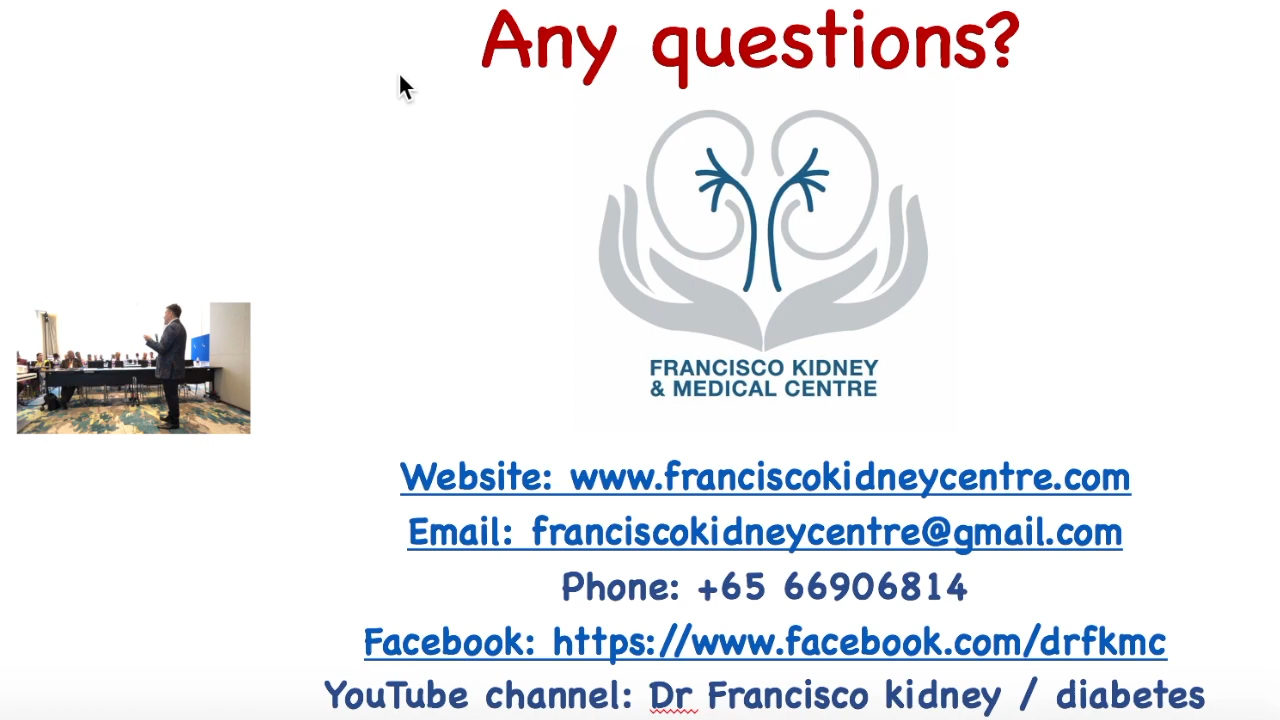 Any questions?
FRANCISCO KIDNEY
& MEDICAL CENTRE
Website: www.franciscokidneycentre.com
Email: franciscokidneycentre@gmail.com
Phone: +65 66906814
Facebook: https://www.facebook.com/drfkmc
YouTube channel: Dr Francisco kidney / diabetes